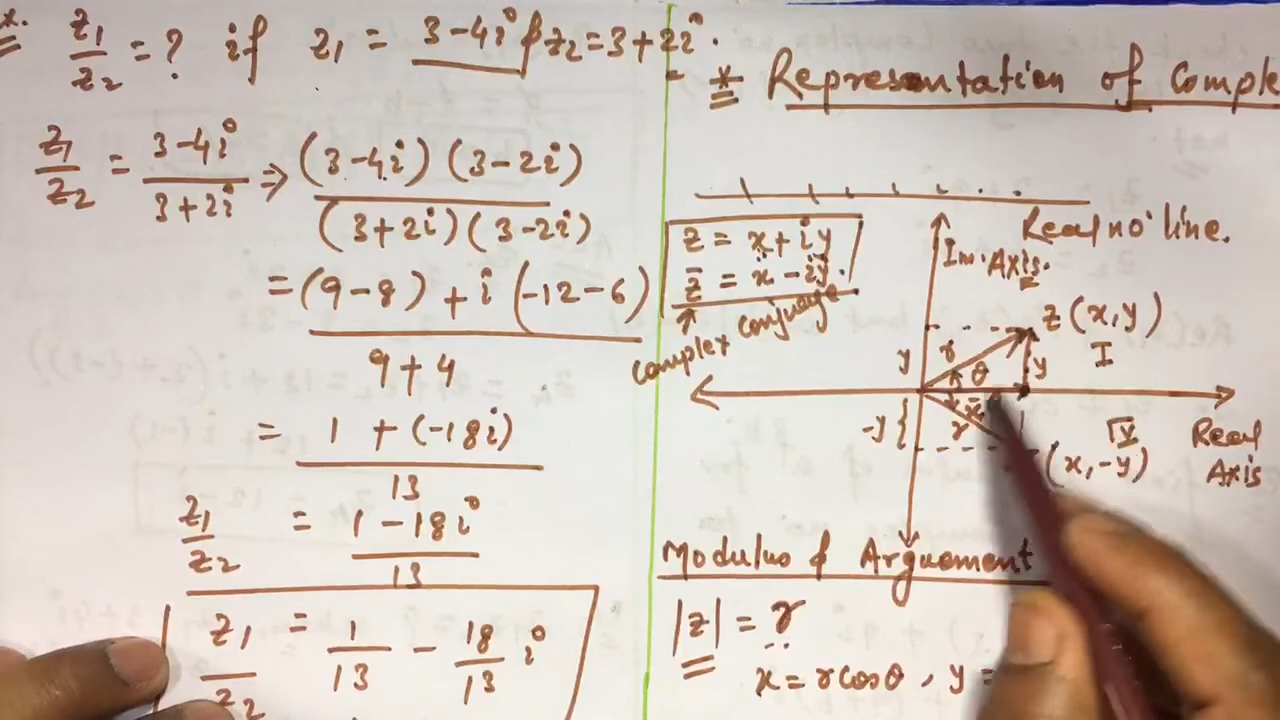 Ex. z₁/z₂ = ? if z₁ = 3-4i & z₂ = 3+2i.
z₁/z₂ = 3-4i / 3+2i ⇒ (3-4i)(3-2i) / (3+2i)(3-2i)
= (9-8) + i(-12-6) / 9+4
= 1 + (-18i) / 13
z₁/z₂ = 1-18i / 13
z₁/z₂ = 1/13 - 18/13 i
* Representation of Comple
Real no line.
z = x+iy
z̄ = x-iy.
complex conjugate
Im. Axis.
z(x,y)
I
y
r
θ
y
-y
r
IV
(x,-y)
Real
Axis
Modulus & Arguement
|z| = r
x = rcosθ, y =